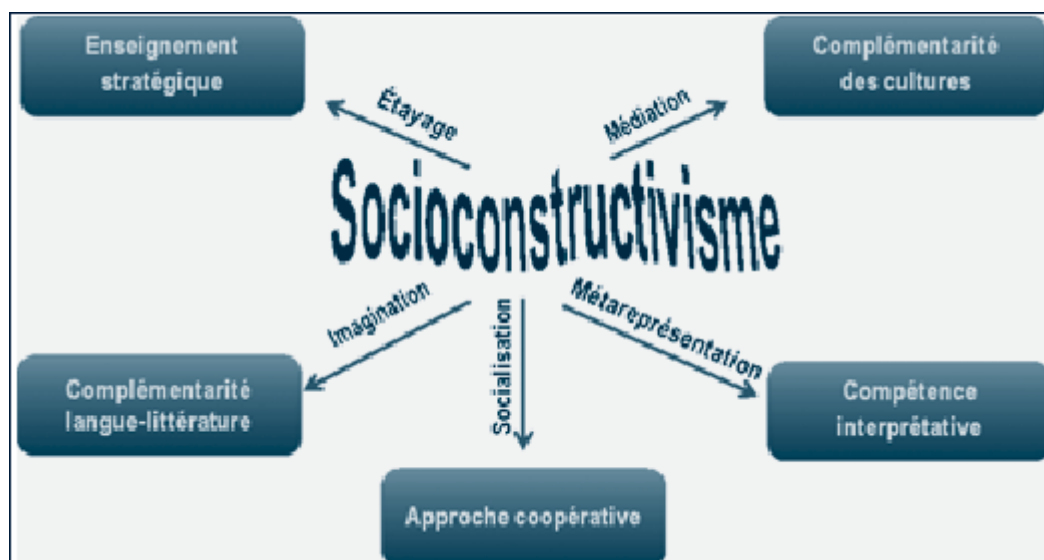 Enseignement
stratégique
Complémentarité
des cultures
Étayage
Médiation
Socioconstructivisme
Imagination
Socialisation
Métareprésentation
Complémentarité
langue-littérature
Compétence
interprétative
Approche coopérative